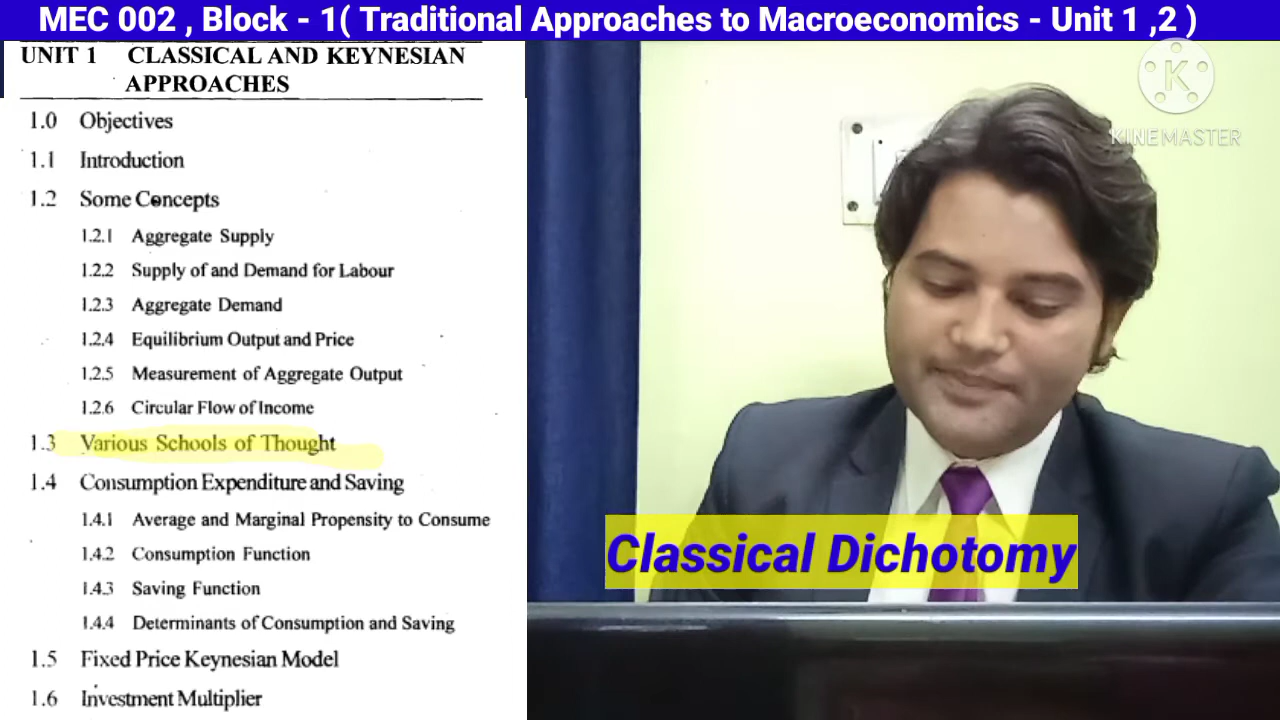 MEC 002 , Block - 1( Traditional Approaches to Macroeconomics - Unit 1 ,2 )
UNIT 1 CLASSICAL AND KEYNESIAN
APPROACHES
1.0 Objectives
1.1 Introduction
1.2 Some Concepts
1.2.1 Aggregate Supply
1.2.2 Supply of and Demand for Labour
1.2.3 Aggregate Demand
1.2.4 Equilibrium Output and Price
1.2.5 Measurement of Aggregate Output
1.2.6 Circular Flow of Income
1.3 Various Schools of Thought
1.4 Consumption Expenditure and Saving
1.4.1 Average and Marginal Propensity to Consume
1.4.2 Consumption Function
1.4.3 Saving Function
1.4.4 Determinants of Consumption and Saving
1.5 Fixed Price Keynesian Model
1.6 Investment Multiplier
K
KINEMASTER
Classical Dichotomy